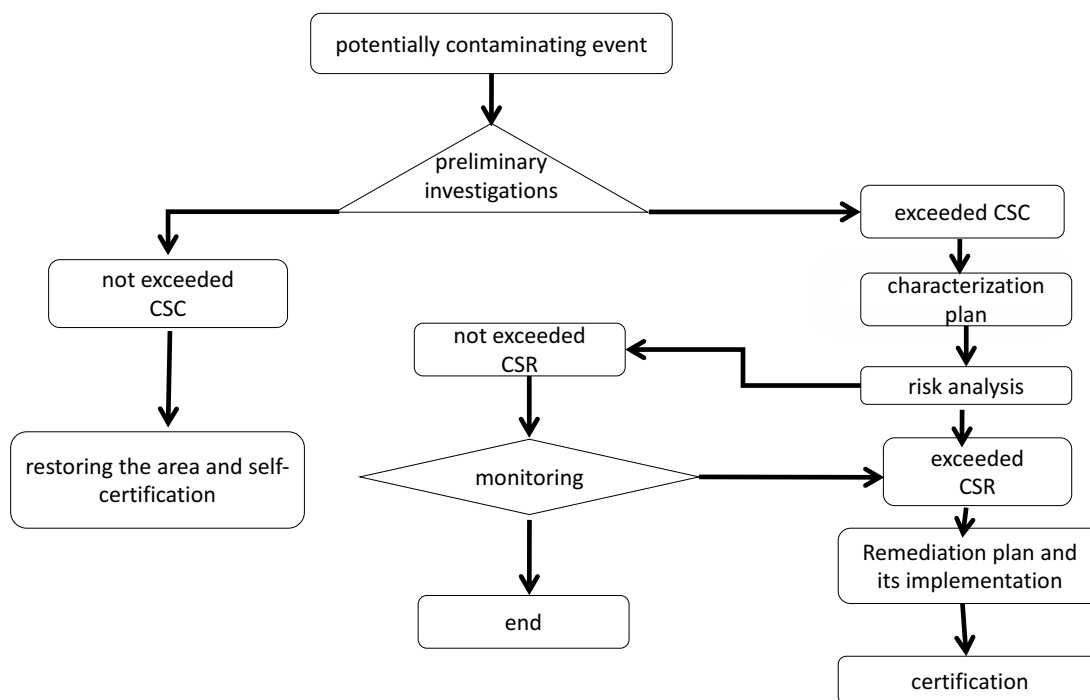 potentially contaminating event
preliminary
investigations
exceeded CSC
not exceeded
CSC
characterization
plan
not exceeded
CSR
risk analysis
restoring the area and self-
certification
monitoring
exceeded
CSR
Remediation plan and
its implementation
end
certification